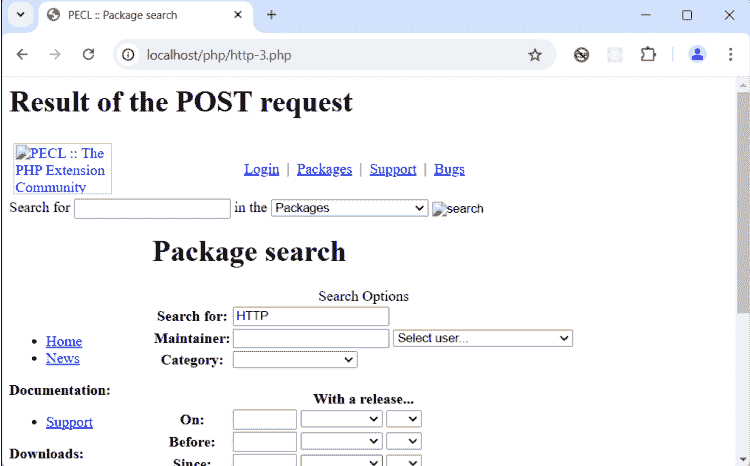 PECL :: Package search
localhost/php/http-3.php
Result of the POST request
PECL :: The
PHP Extension
Community
Login | Packages | Support | Bugs
Search for in the Packages search
Package search
Search Options
Search for: HTTP
Maintainer: Select user...
Category:
Home
News
With a release...
Documentation:
On:
Support
Before:
Downloads:
Since: